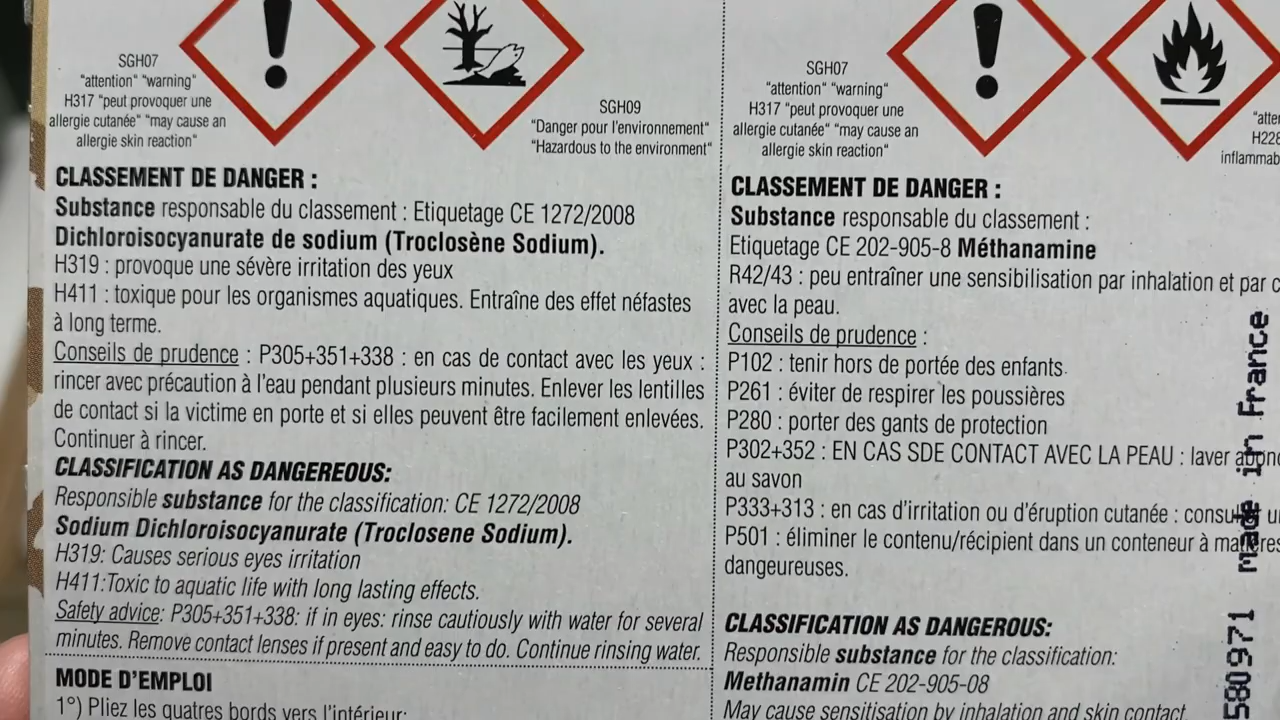 SGH07
"attention" "warning"
H317 "peut provoquer une
allergie cutanée" "may cause an
allergie skin reaction"
SGH09
"Danger pour l'environnement"
"Hazardous to the environment"
CLASSEMENT DE DANGER :
Substance responsable du classement : Etiquetage CE 1272/2008
Dichloroisocyanurate de sodium (Troclosène Sodium).
H319 : provoque une sévère irritation des yeux
H411 : toxique pour les organismes aquatiques. Entraîne des effet néfastes
à long terme.
Conseils de prudence : P305+351+338 : en cas de contact avec les yeux :
rincer avec précaution à l'eau pendant plusieurs minutes. Enlever les lentilles
de contact si la victime en porte et si elles peuvent être facilement enlevées.
Continuer à rincer.
CLASSIFICATION AS DANGEREOUS:
Responsible substance for the classification: CE 1272/2008
Sodium Dichloroisocyanurate (Troclosene Sodium).
H319: Causes serious eyes irritation
H411:Toxic to aquatic life with long lasting effects.
Safety advice: P305+351+338: if in eyes: rinse cautiously with water for several
minutes. Remove contact lenses if present and easy to do. Continue rinsing water.
MODE D'EMPLOI
1°) Pliez les quatres bords vers l'intérieur:
SGH07
"attention" "warning"
H317 "peut provoquer une
allergie cutanée" "may cause an
allergie skin reaction"
CLASSEMENT DE DANGER :
Substance responsable du classement :
Etiquetage CE 202-905-8 Méthanamine
R42/43 : peu entraîner une sensibilisation par inhalation et par
avec la peau.
Conseils de prudence :
P102 : tenir hors de portée des enfants.
P261 : éviter de respirer les poussières
P280 : porter des gants de protection
P302+352 : EN CAS SDE CONTACT AVEC LA PEAU : laver
au savon
P333+313 : en cas d'irritation ou d'éruption cutanée :
P501 : éliminer le contenu/récipient dans un conteneur à matières
dangeureuses.
CLASSIFICATION AS DANGEROUS:
Responsible substance for the classification:
Methanamin CE 202-905-08
May cause sensitisation by inhalation and skin contact
580971 made in France